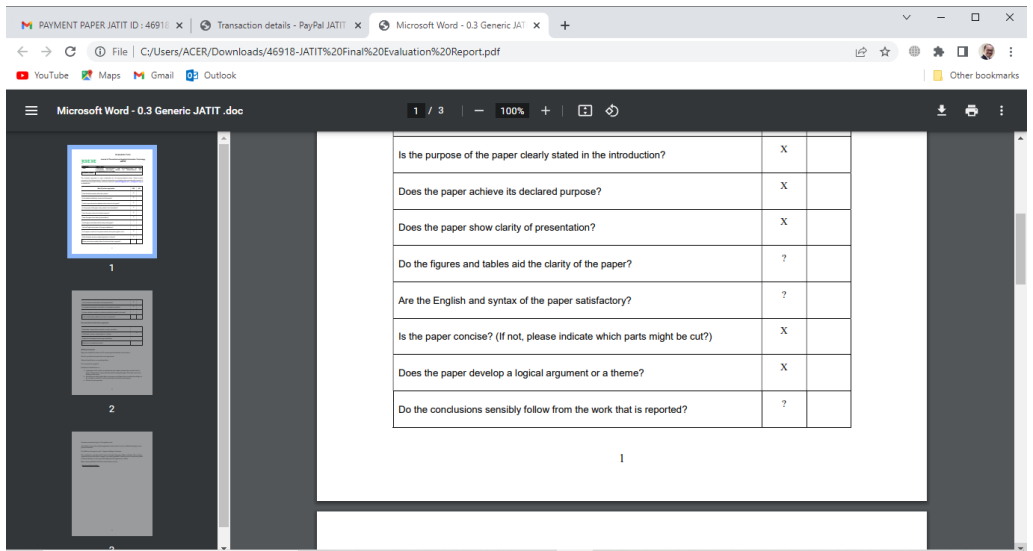 PAYMENT PAPER JATIT ID : 4691
Transaction details - PayPal JATIT
Microsoft Word - 0.3 Generic JAT
File | C:/Users/ACER/Downloads/46918-JATIT%20Final%20Evaluation%20Report.pdf
YouTube Maps Gmail Outlook Other bookmarks
Microsoft Word - 0.3 Generic JATIT .doc 1 / 3 — 100% +
Is the purpose of the paper clearly stated in the introduction? X
Does the paper achieve its declared purpose? X
Does the paper show clarity of presentation? X
Do the figures and tables aid the clarity of the paper? ?
Are the English and syntax of the paper satisfactory? ?
Is the paper concise? (If not, please indicate which parts might be cut?) X
Does the paper develop a logical argument or a theme? X
Do the conclusions sensibly follow from the work that is reported? ?
1
1
2